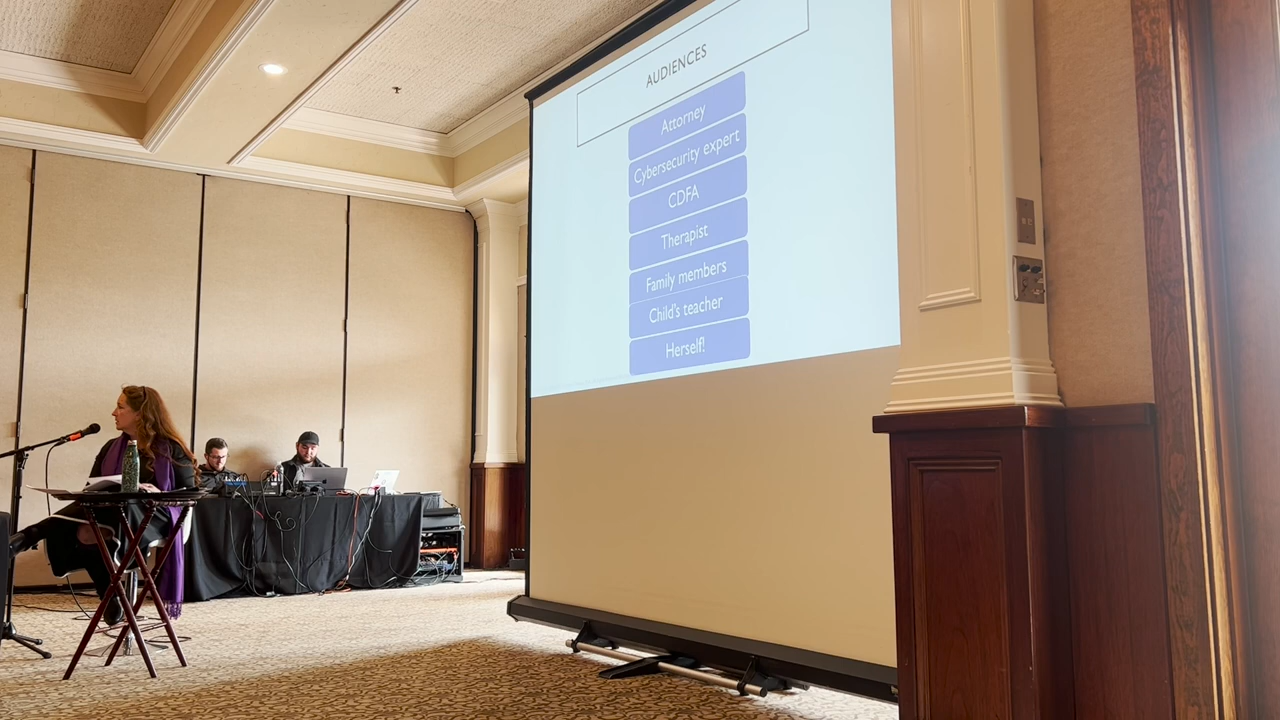 AUDIENCES
Attorney
Cybersecurity expert
CDFA
Therapist
Family members
Child's teacher
Herself!